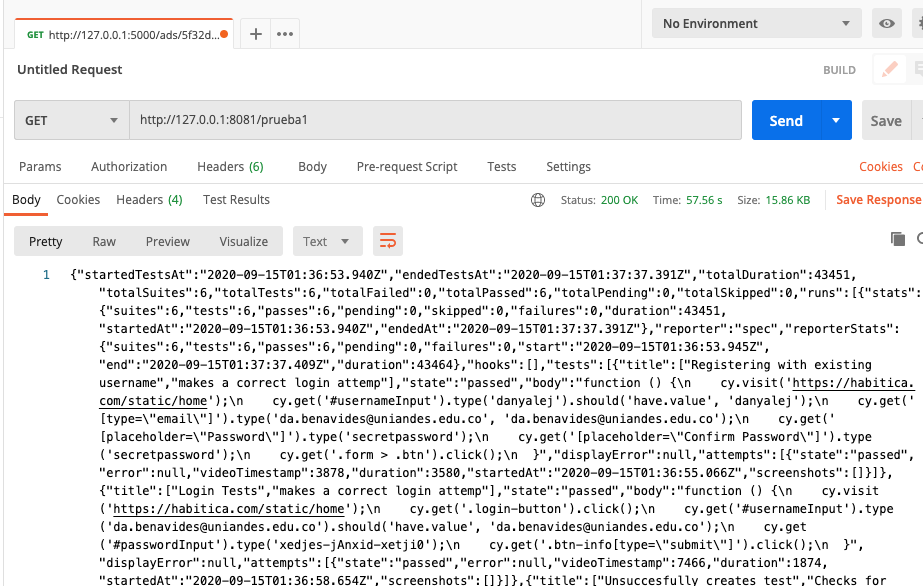 GET http://127.0.0.1:5000/ads/5f32d...
No Environment
Untitled Request
BUILD
GET
http://127.0.0.1:8081/prueba1
Send
Save
Params Authorization Headers (6) Body Pre-request Script Tests Settings Cookies
Body Cookies Headers (4) Test Results Status: 200 OK Time: 57.56 s Size: 15.86 KB Save Response
Pretty Raw Preview Visualize Text
1 {"startedTestsAt":"2020-09-15T01:36:53.940Z","endedTestsAt":"2020-09-15T01:37:37.391Z","totalDuration":43451,
"totalSuites":6,"totalTests":6,"totalFailed":0,"totalPassed":6,"totalPending":0,"totalSkipped":0,"runs":[{"stats":
{"suites":6,"tests":6,"passes":6,"pending":0,"skipped":0,"failures":0,"duration":43451,
"startedAt":"2020-09-15T01:36:53.940Z","endedAt":"2020-09-15T01:37:37.391Z"},"reporter":"spec","reporterStats":
{"suites":6,"tests":6,"passes":6,"pending":0,"failures":0,"start":"2020-09-15T01:36:53.945Z",
"end":"2020-09-15T01:37:37.409Z","duration":43464},"hooks":[],"tests":[{"title":["Registering with existing
username","makes a correct login attemp"],"state":"passed","body":"function () {\n    cy.visit('https://habitica.
com/static/home');\n    cy.get('#usernameInput').type('danyalej').should('have.value', 'danyalej');\n    cy.get('
[type=\"email\"]').type('da.benavides@uniandes.edu.co', 'da.benavides@uniandes.edu.co');\n    cy.get('
[placeholder=\"Password\"]').type('secretpassword');\n    cy.get('[placeholder=\"Confirm Password\"]').type
('secretpassword');\n    cy.get('.form > .btn').click();\n  }","displayError":null,"attempts":[{"state":"passed",
"error":null,"videoTimestamp":3878,"duration":3580,"startedAt":"2020-09-15T01:36:55.066Z","screenshots":[]}]},
{"title":["Login Tests","makes a correct login attemp"],"state":"passed","body":"function () {\n    cy.visit
('https://habitica.com/static/home');\n    cy.get('.login-button').click();\n    cy.get('#usernameInput').type
('da.benavides@uniandes.edu.co').should('have.value', 'da.benavides@uniandes.edu.co');\n    cy.get
('#passwordInput').type('xedjes-jAnxid-xetji0');\n    cy.get('.btn-info[type=\"submit\"]').click();\n  }",
"displayError":null,"attempts":[{"state":"passed","error":null,"videoTimestamp":7466,"duration":1874,
"startedAt":"2020-09-15T01:36:58.654Z","screenshots":[]}]},{"title":["Unsuccesfully creates test","Checks for